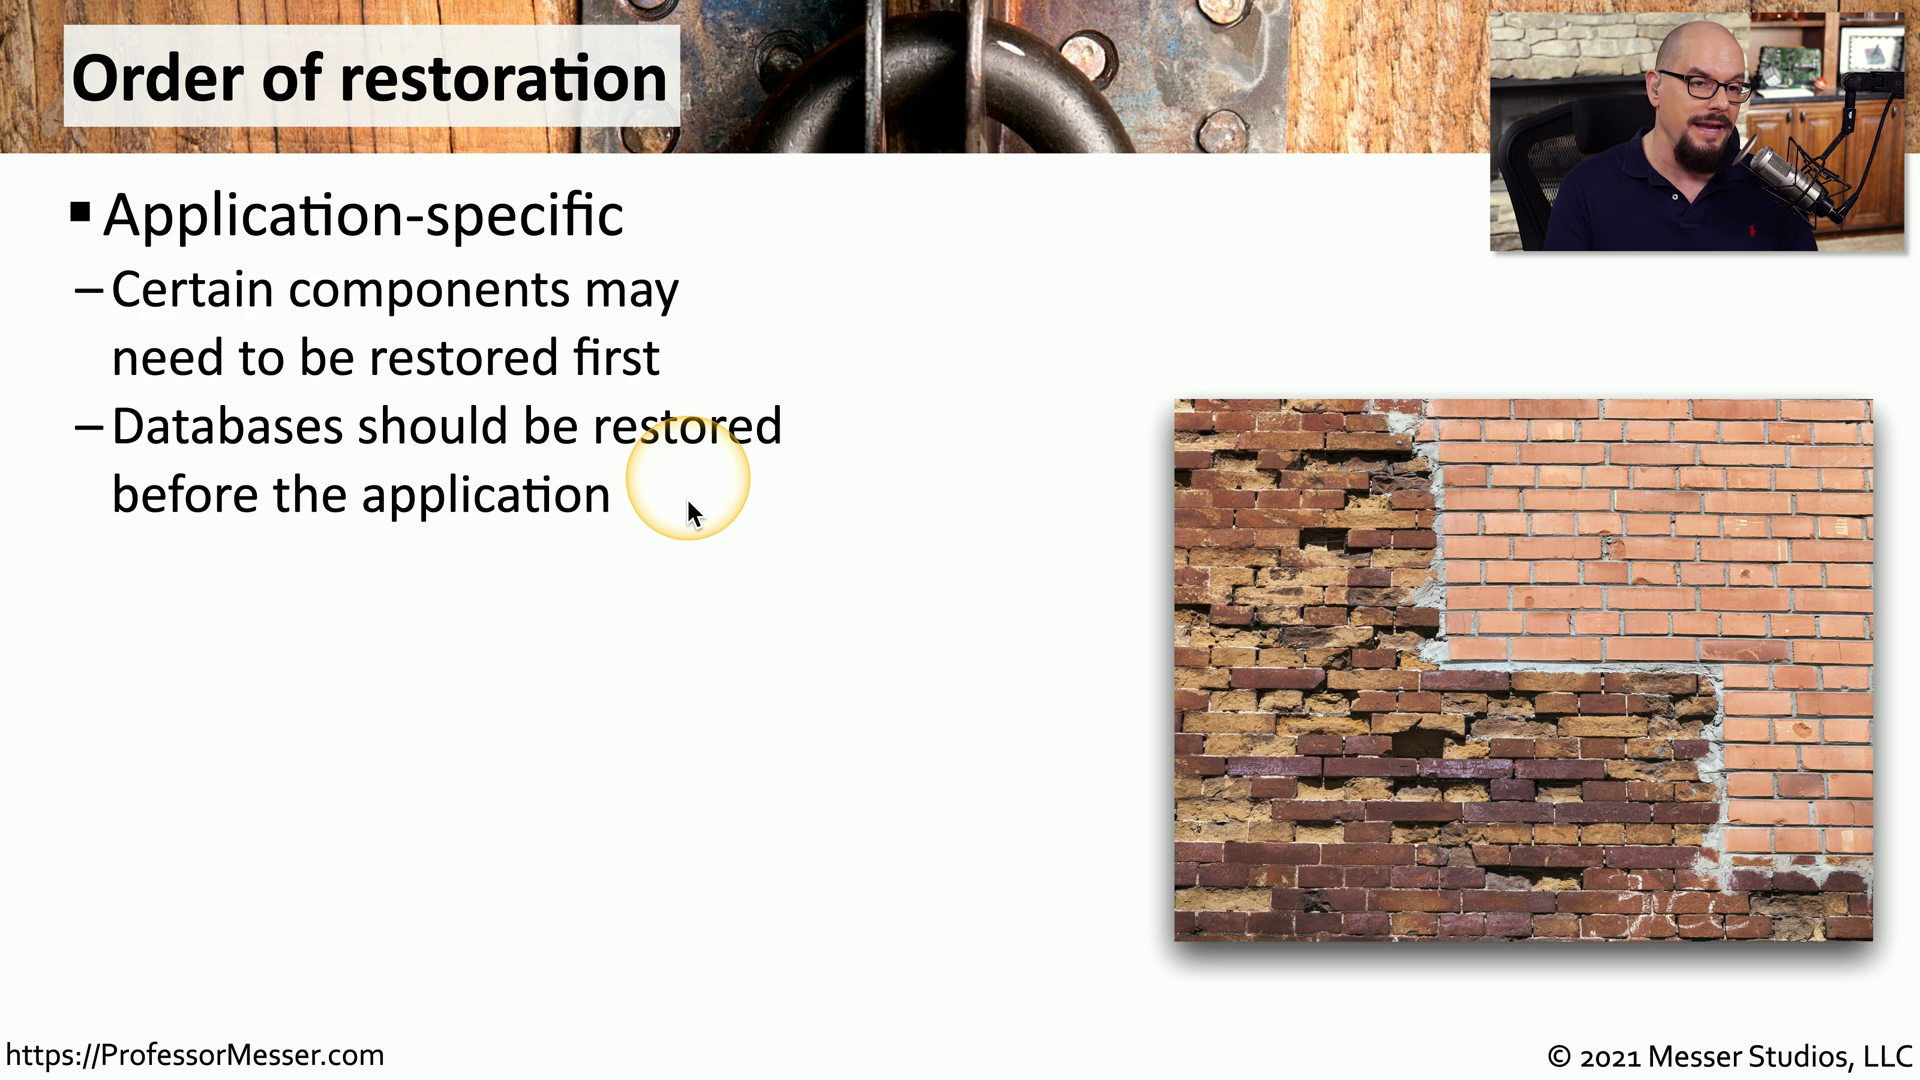 Order of restoration
▪ Application-specific
– Certain components may
need to be restored first
– Databases should be restored
before the application
https://ProfessorMesser.com
© 2021 Messer Studios, LLC